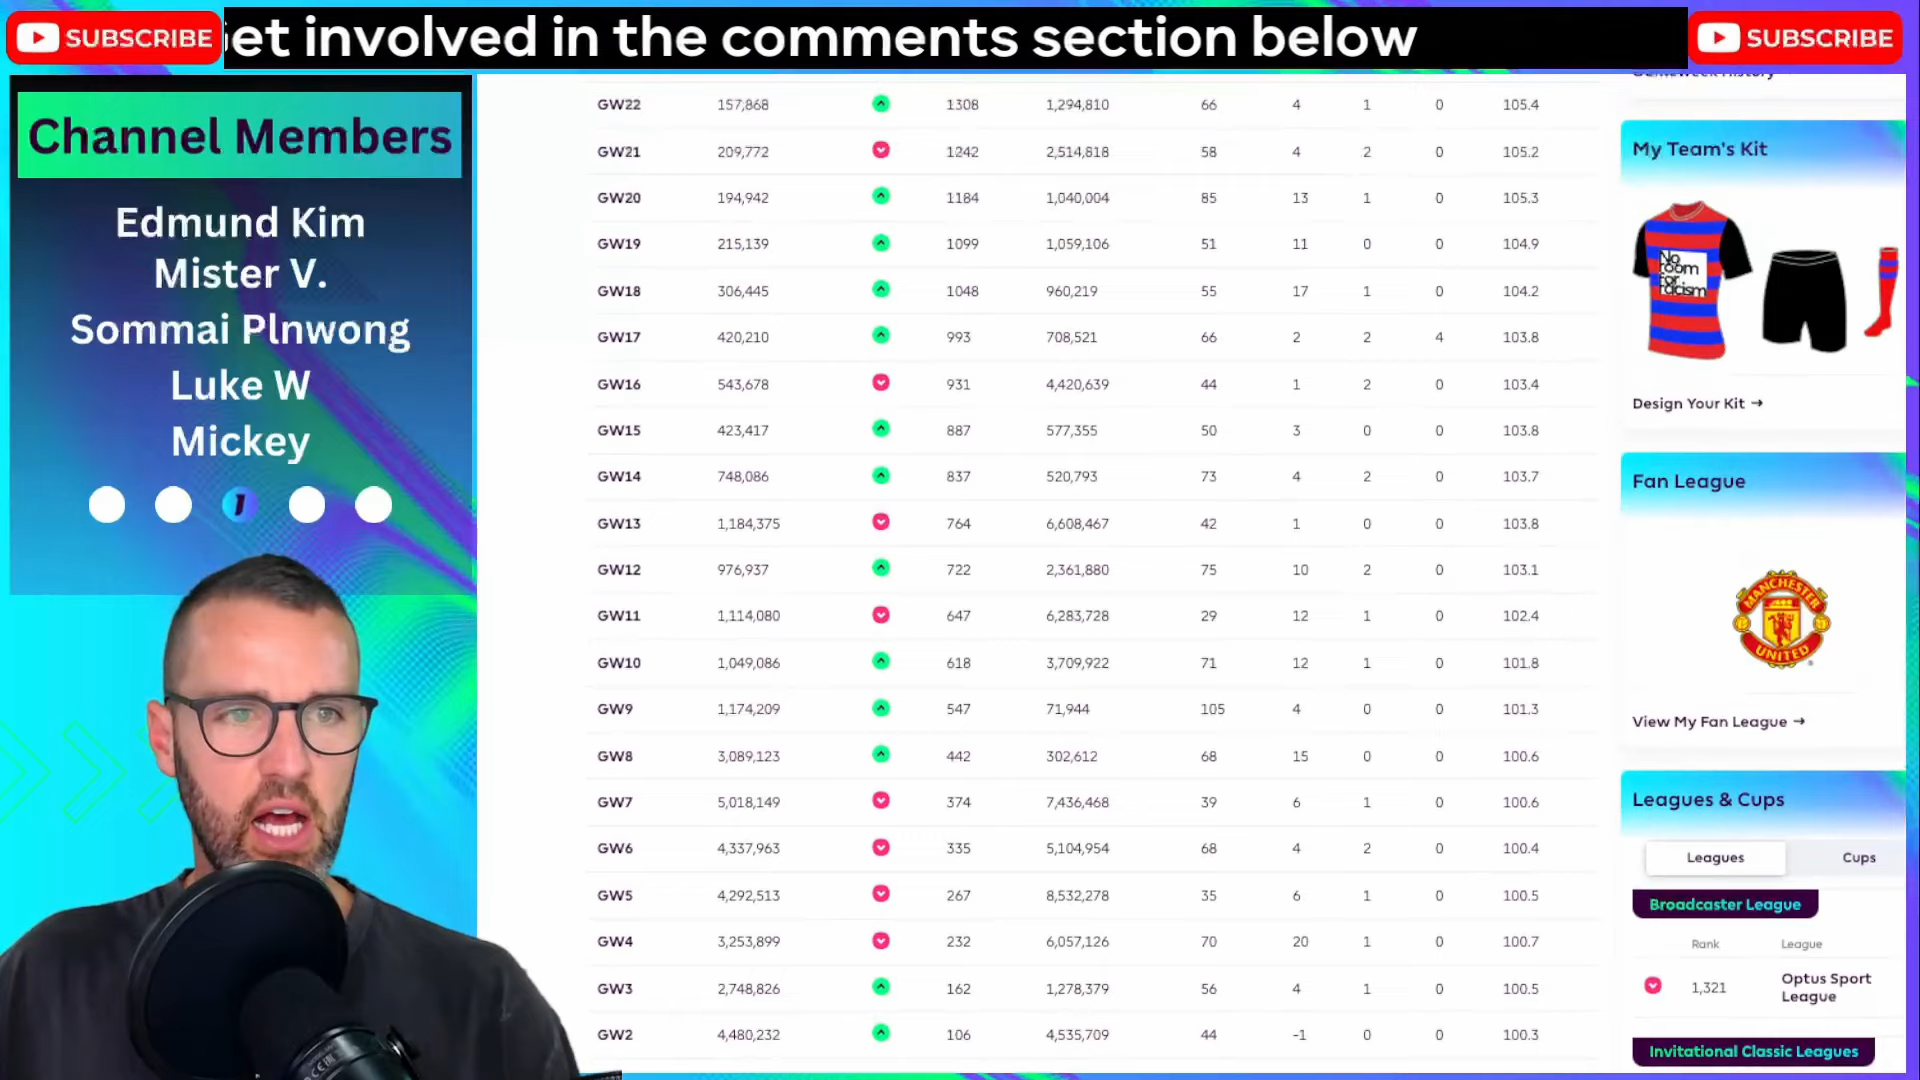 SUBSCRIBE
et involved in the comments section below
SUBSCRIBE
Channel Members
Edmund Kim
Mister V.
Sommai Plnwong
Luke W
Mickey
GW22 157,868 1308 1,294,810 66 4 1 0 105.4
GW21 209,772 1242 2,514,818 58 4 2 0 105.2
GW20 194,942 1184 1,040,004 85 13 1 0 105.3
GW19 215,139 1099 1,059,106 51 11 0 0 104.9
GW18 306,445 1048 960,219 55 17 1 0 104.2
GW17 420,210 993 708,521 66 2 2 4 103.8
GW16 543,678 931 4,420,639 44 1 2 0 103.4
GW15 423,417 887 577,355 50 3 0 0 103.8
GW14 748,086 837 520,793 73 4 2 0 103.7
GW13 1,184,375 764 6,608,467 42 1 0 0 103.8
GW12 976,937 722 2,361,880 75 10 2 0 103.1
GW11 1,114,080 647 6,283,728 29 12 1 0 102.4
GW10 1,049,086 618 3,709,922 71 12 1 0 101.8
GW9 1,174,209 547 71,944 105 4 0 0 101.3
GW8 3,089,123 442 302,612 68 15 0 0 100.6
GW7 5,018,149 374 7,436,468 39 6 1 0 100.6
GW6 4,337,963 335 5,104,954 68 4 2 0 100.4
GW5 4,292,513 267 8,532,278 35 6 1 0 100.5
GW4 3,253,899 232 6,057,126 70 20 1 0 100.7
GW3 2,748,826 162 1,278,379 56 4 1 0 100.5
GW2 4,480,232 106 4,535,709 44 -1 0 0 100.3
My Team's Kit
No
room
for
racism
Design Your Kit →
Fan League
MANCHESTER
UNITED
View My Fan League →
Leagues & Cups
Leagues Cups
Broadcaster League
Rank League
1,321 Optus Sport
League
Invitational Classic Leagues